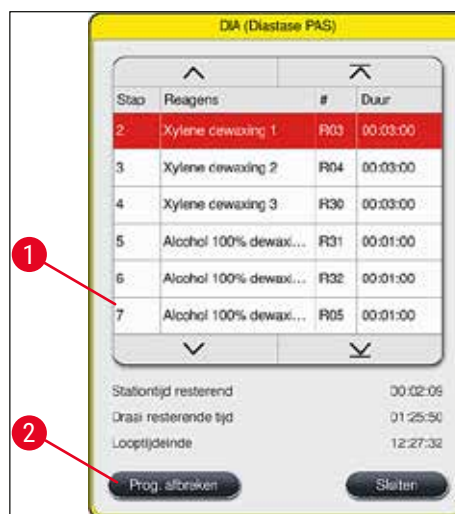 DIA (Diastase PAS)
Stap Reagens # Duur
2 Xylene dewaxing 1 R03 00:03:00
3 Xylene dewaxing 2 R04 00:03:00
4 Xylene dewaxing 3 R30 00:03:00
5 Alcohol 100% dewaxi... R31 00:01:00
6 Alcohol 100% dewaxi... R32 00:01:00
1
7 Alcohol 100% dewaxi... R05 00:01:00
Stationtijd resterend 00:02:09
Draai resterende tijd 01:25:50
Looptijdeinde 12:27:32
2
Prog. afbreken Sluiten